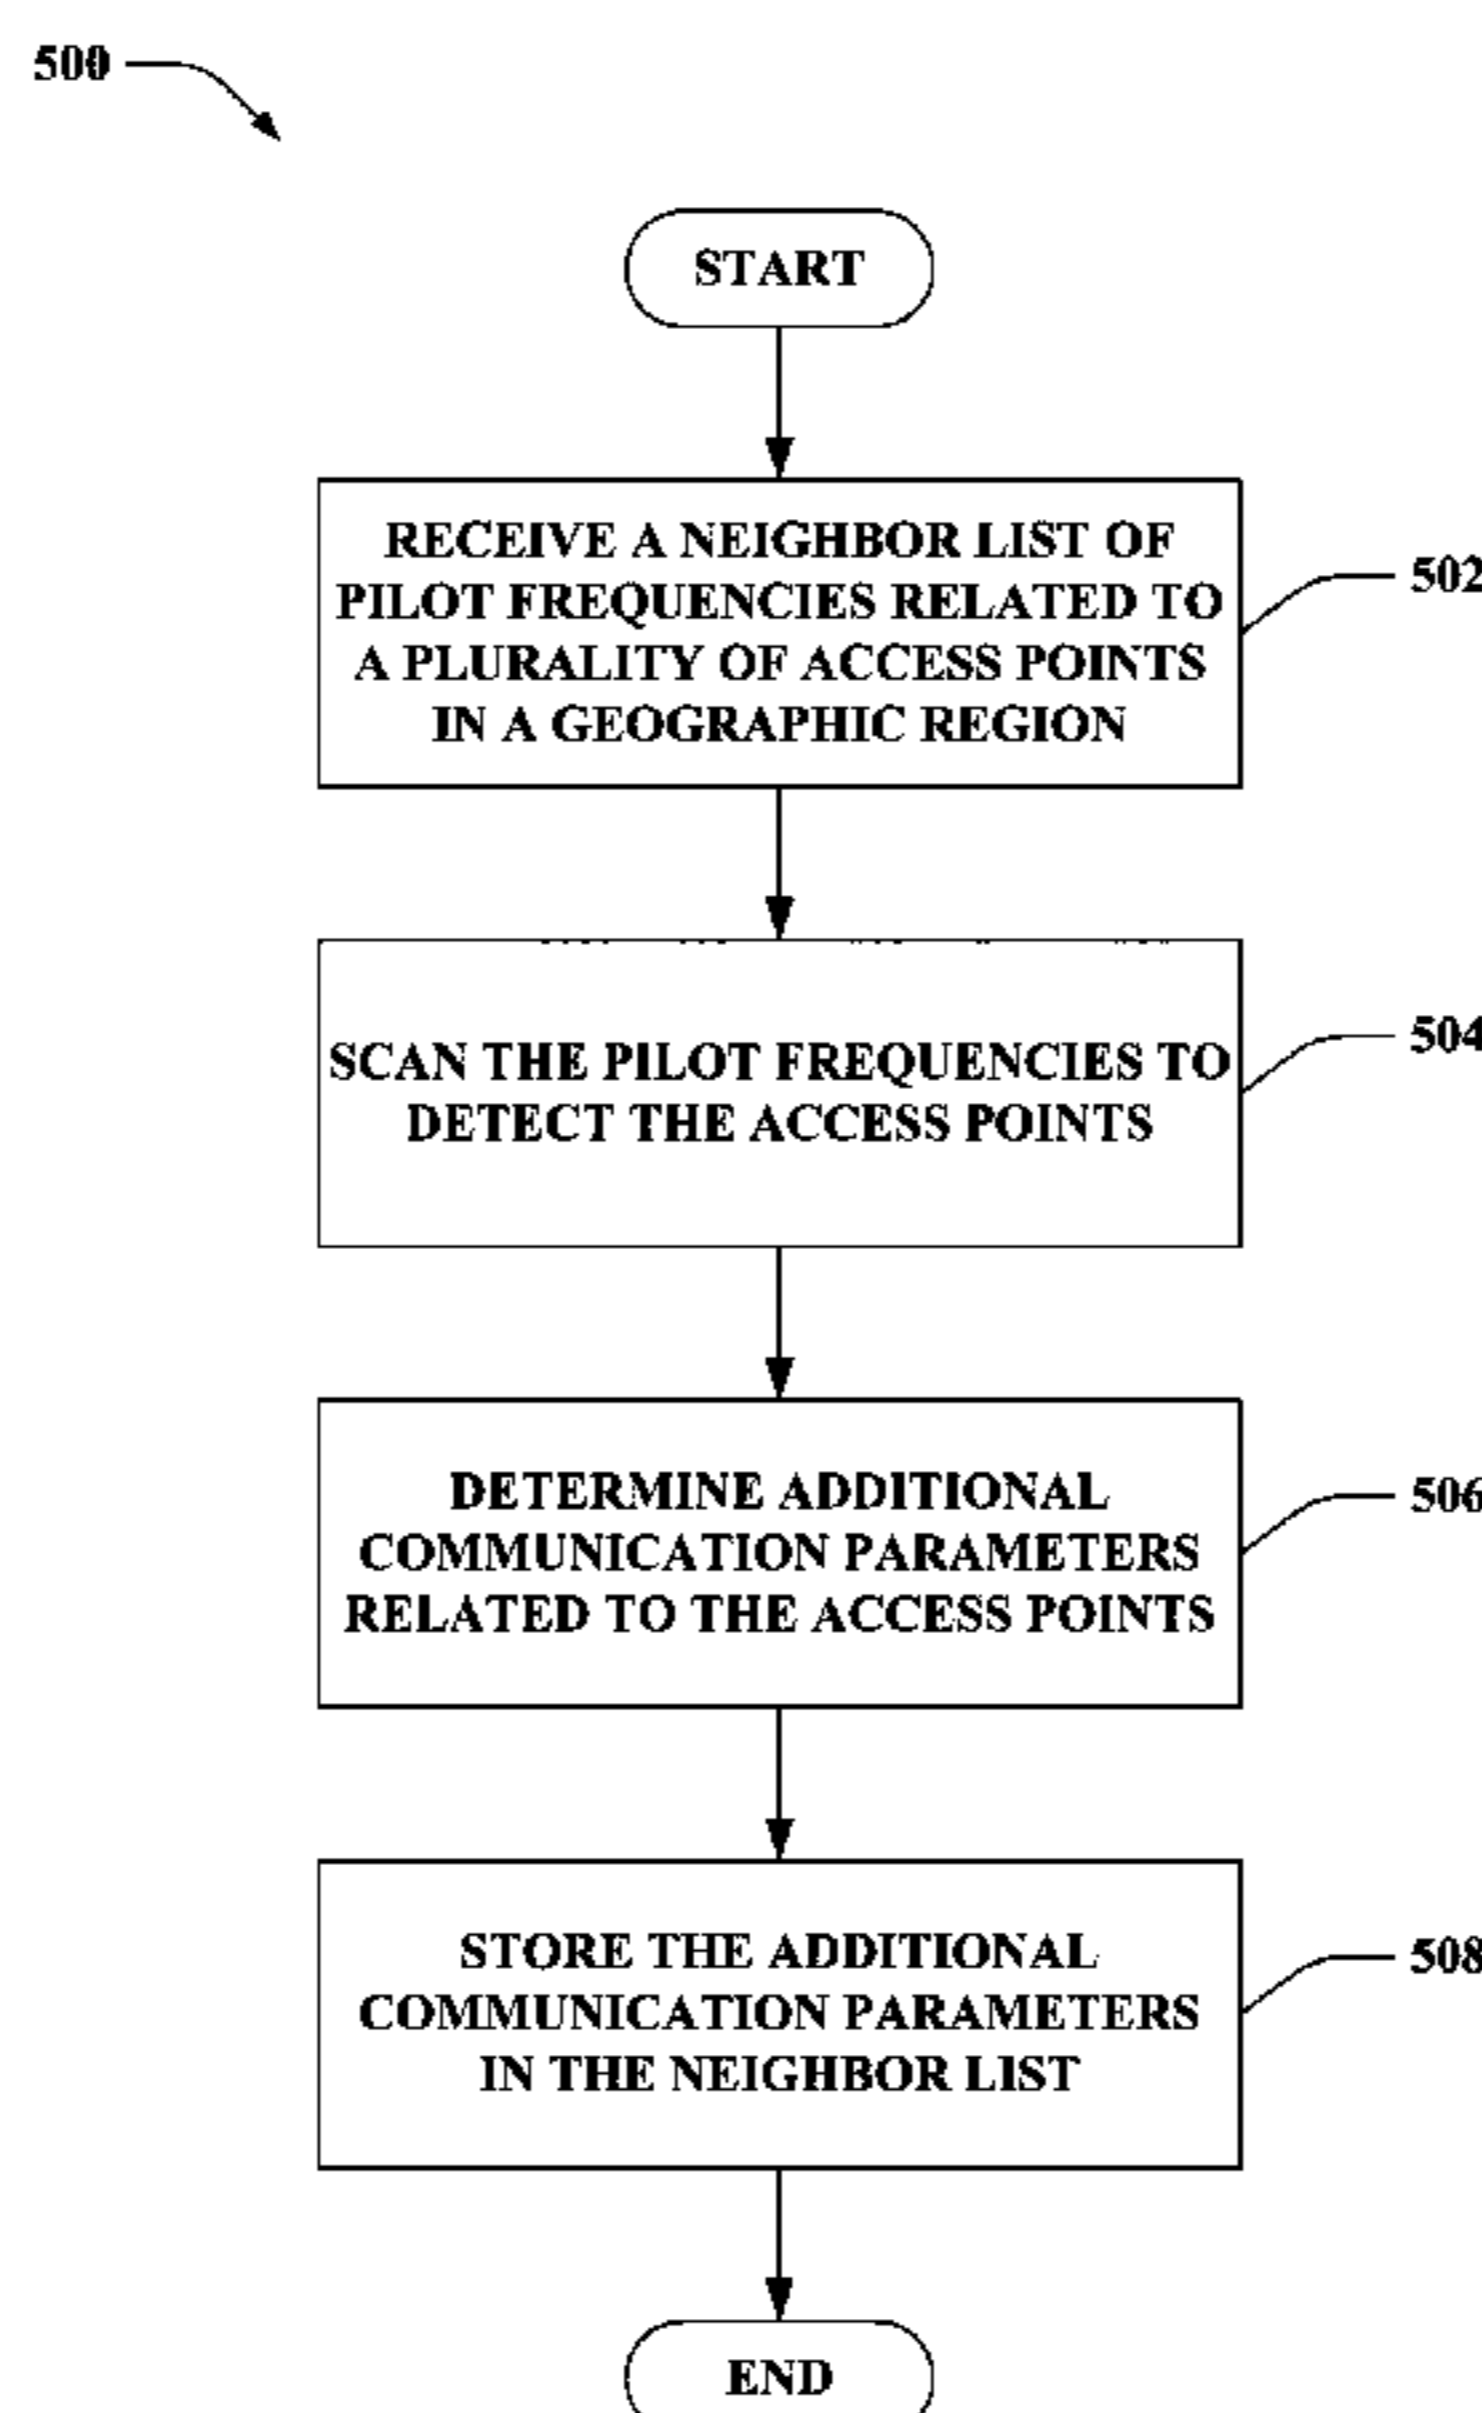 500
START
RECEIVE A NEIGHBOR LIST OF
PILOT FREQUENCIES RELATED TO
A PLURALITY OF ACCESS POINTS
IN A GEOGRAPHIC REGION
502
SCAN THE PILOT FREQUENCIES TO
DETECT THE ACCESS POINTS
504
DETERMINE ADDITIONAL
COMMUNICATION PARAMETERS
RELATED TO THE ACCESS POINTS
506
STORE THE ADDITIONAL
COMMUNICATION PARAMETERS
IN THE NEIGHBOR LIST
508
END